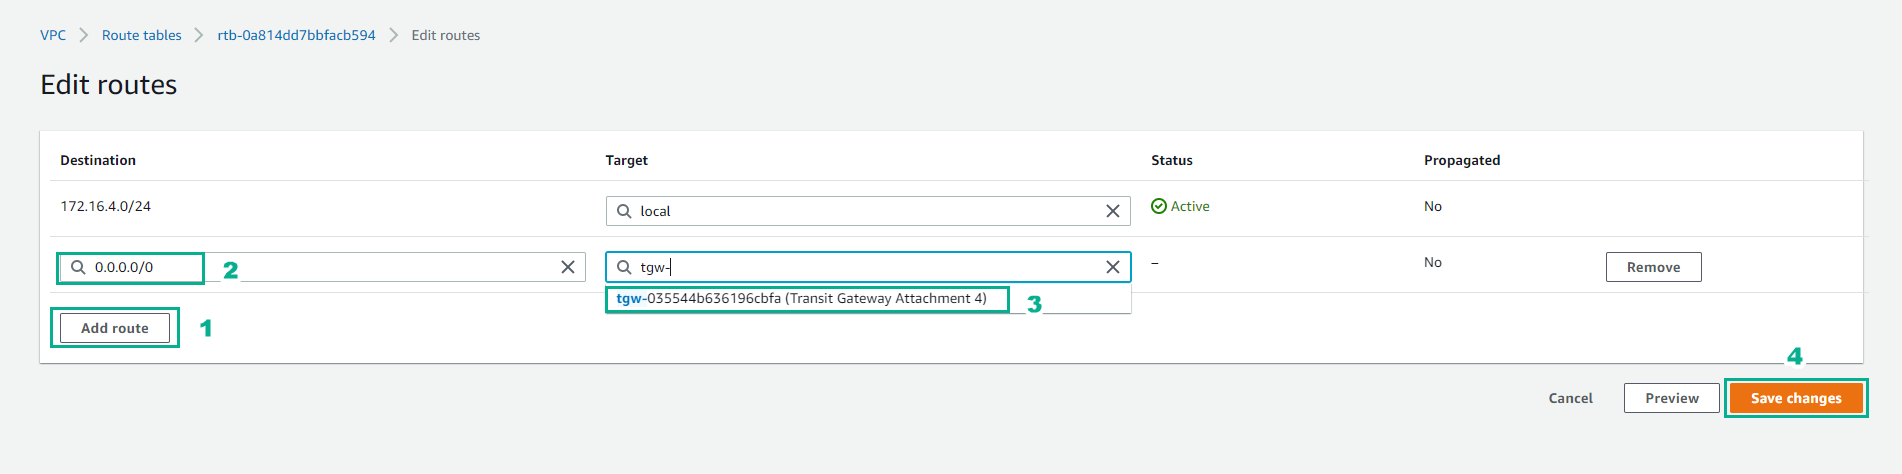 VPC > Route tables > rtb-0a814dd7bbfacb594 > Edit routes
Edit routes
Destination Target Status Propagated
172.16.4.0/24 local Active No
0.0.0.0/0 2 tgw- – No Remove
tgw-035544b636196cbfa (Transit Gateway Attachment 4) 3
Add route 1
4
Cancel Preview Save changes